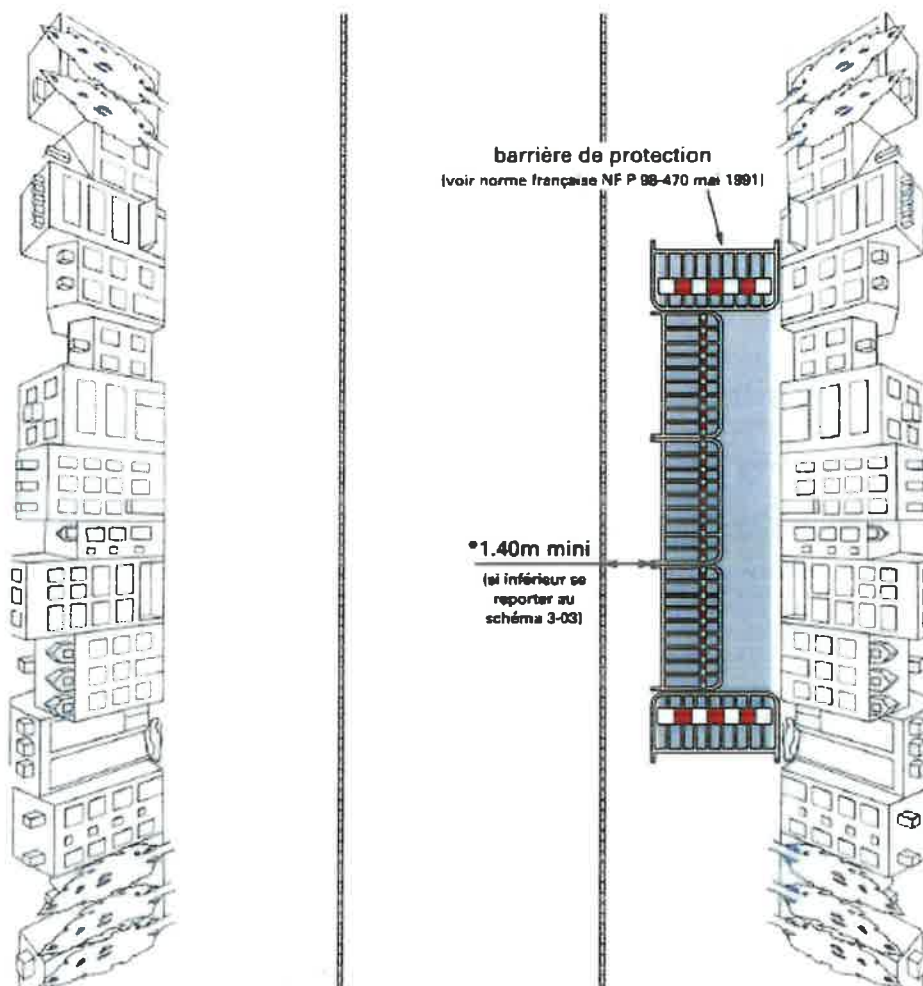 barrière de protection
(voir norme française NF P 98-470 mai 1991)
*1.40m mini
(si inférieur se
reporter au
schéma 3-03)